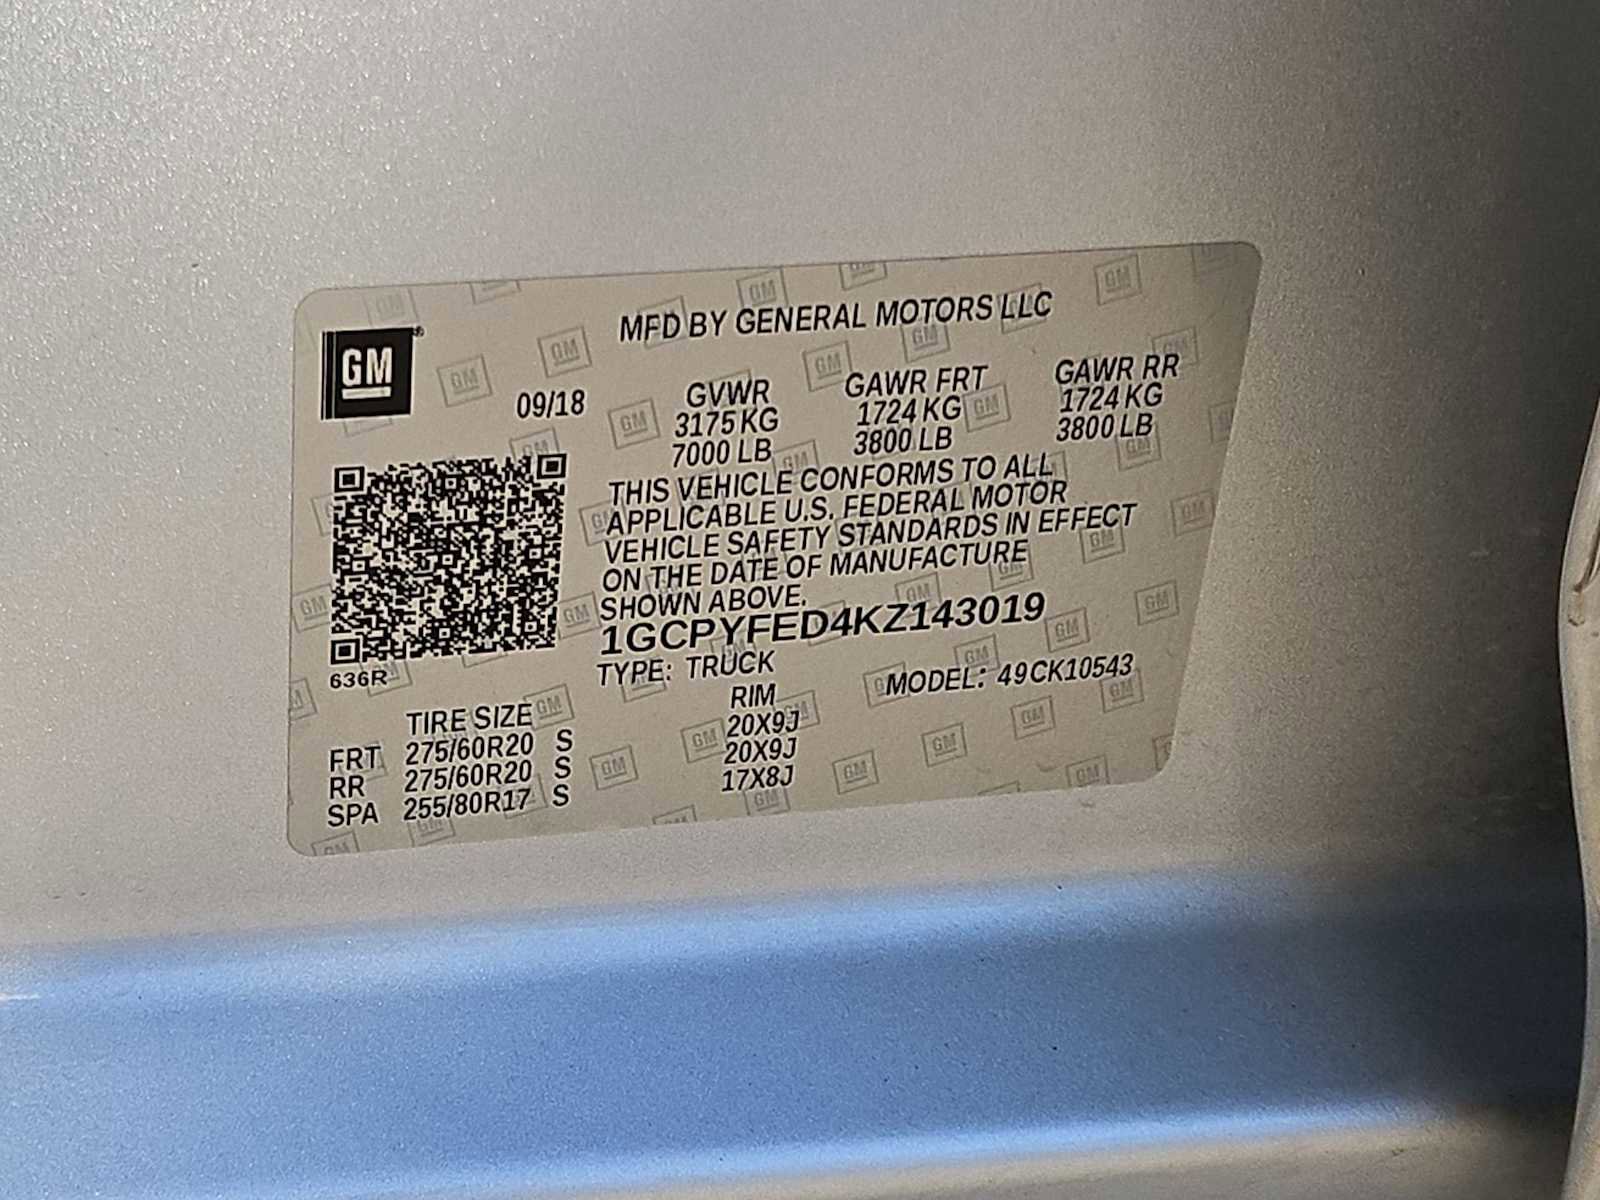 MFD BY GENERAL MOTORS LLC
GM
09/18
GVWR GAWR FRT GAWR RR
3175 KG 1724 KG 1724 KG
7000 LB 3800 LB 3800 LB
THIS VEHICLE CONFORMS TO ALL
APPLICABLE U.S. FEDERAL MOTOR
VEHICLE SAFETY STANDARDS IN EFFECT
ON THE DATE OF MANUFACTURE
SHOWN ABOVE.
1GCPYFED4KZ143019
636R
TYPE: TRUCK MODEL: 49CK10543
TIRE SIZE RIM
FRT 275/60R20 S 20X9J
RR 275/60R20 S 20X9J
SPA 255/80R17 S 17X8J